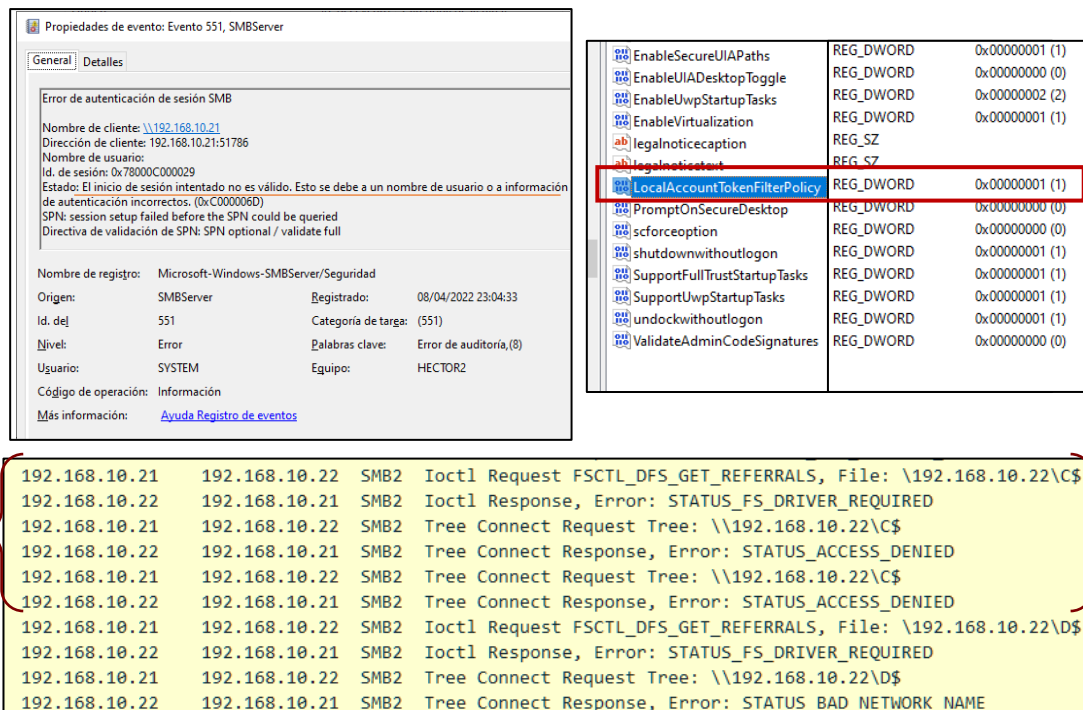 Propiedades de evento: Evento 551, SMBServer
General Detalles
Error de autenticación de sesión SMB
Nombre de cliente: \\192.168.10.21
Dirección de cliente: 192.168.10.21:51786
Nombre de usuario:
Id. de sesión: 0x78000C000029
Estado: El inicio de sesión intentado no es válido. Esto se debe a un nombre de usuario o a información
de autenticación incorrectos. (0xC000006D)
SPN: session setup failed before the SPN could be queried
Directiva de validación de SPN: SPN optional / validate full
Nombre de registro: Microsoft-Windows-SMBServer/Seguridad
Origen: SMBServer Registrado: 08/04/2022 23:04:33
Id. del 551 Categoría de tarea: (551)
Nivel: Error Palabras clave: Error de auditoría,(8)
Usuario: SYSTEM Equipo: HECTOR2
Código de operación: Información
Más información: Ayuda Registro de eventos
EnableSecureUIAPaths REG_DWORD 0x00000001 (1)
EnableUIADesktopToggle REG_DWORD 0x00000000 (0)
EnableUwpStartupTasks REG_DWORD 0x00000002 (2)
EnableVirtualization REG_DWORD 0x00000001 (1)
legalnoticecaption REG_SZ
legalnoticetext REG_SZ
LocalAccountTokenFilterPolicy REG_DWORD 0x00000001 (1)
PromptOnSecureDesktop REG_DWORD 0x00000000 (0)
scforceoption REG_DWORD 0x00000000 (0)
shutdownwithoutlogon REG_DWORD 0x00000001 (1)
SupportFullTrustStartupTasks REG_DWORD 0x00000001 (1)
SupportUwpStartupTasks REG_DWORD 0x00000001 (1)
undockwithoutlogon REG_DWORD 0x00000001 (1)
ValidateAdminCodeSignatures REG_DWORD 0x00000000 (0)
192.168.10.21 192.168.10.22 SMB2 Ioctl Request FSCTL_DFS_GET_REFERRALS, File: \192.168.10.22\C$
192.168.10.22 192.168.10.21 SMB2 Ioctl Response, Error: STATUS_FS_DRIVER_REQUIRED
192.168.10.21 192.168.10.22 SMB2 Tree Connect Request Tree: \\192.168.10.22\C$
192.168.10.22 192.168.10.21 SMB2 Tree Connect Response, Error: STATUS_ACCESS_DENIED
192.168.10.21 192.168.10.22 SMB2 Tree Connect Request Tree: \\192.168.10.22\C$
192.168.10.22 192.168.10.21 SMB2 Tree Connect Response, Error: STATUS_ACCESS_DENIED
192.168.10.21 192.168.10.22 SMB2 Ioctl Request FSCTL_DFS_GET_REFERRALS, File: \192.168.10.22\D$
192.168.10.22 192.168.10.21 SMB2 Ioctl Response, Error: STATUS_FS_DRIVER_REQUIRED
192.168.10.21 192.168.10.22 SMB2 Tree Connect Request Tree: \\192.168.10.22\D$
192.168.10.22 192.168.10.21 SMB2 Tree Connect Response, Error: STATUS_BAD_NETWORK_NAME